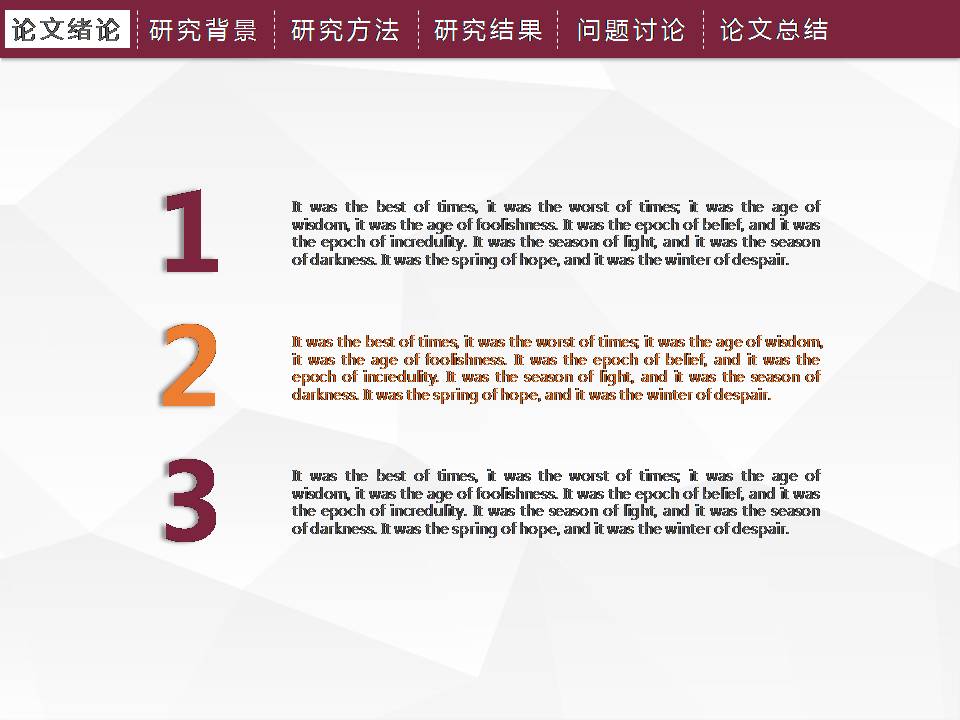 论文绪论 研究背景 研究方法 研究结果 问题讨论 论文总结
1
It was the best of times, it was the worst of times; it was the age of
wisdom, it was the age of foolishness. It was the epoch of belief, and it was
the epoch of incredulity. It was the season of light, and it was the season
of darkness. It was the spring of hope, and it was the winter of despair.
2
It was the best of times, it was the worst of times; it was the age of wisdom,
it was the age of foolishness. It was the epoch of belief, and it was the
epoch of incredulity. It was the season of light, and it was the season of
darkness. It was the spring of hope, and it was the winter of despair.
3
It was the best of times, it was the worst of times; it was the age of
wisdom, it was the age of foolishness. It was the epoch of belief, and it was
the epoch of incredulity. It was the season of light, and it was the season
of darkness. It was the spring of hope, and it was the winter of despair.